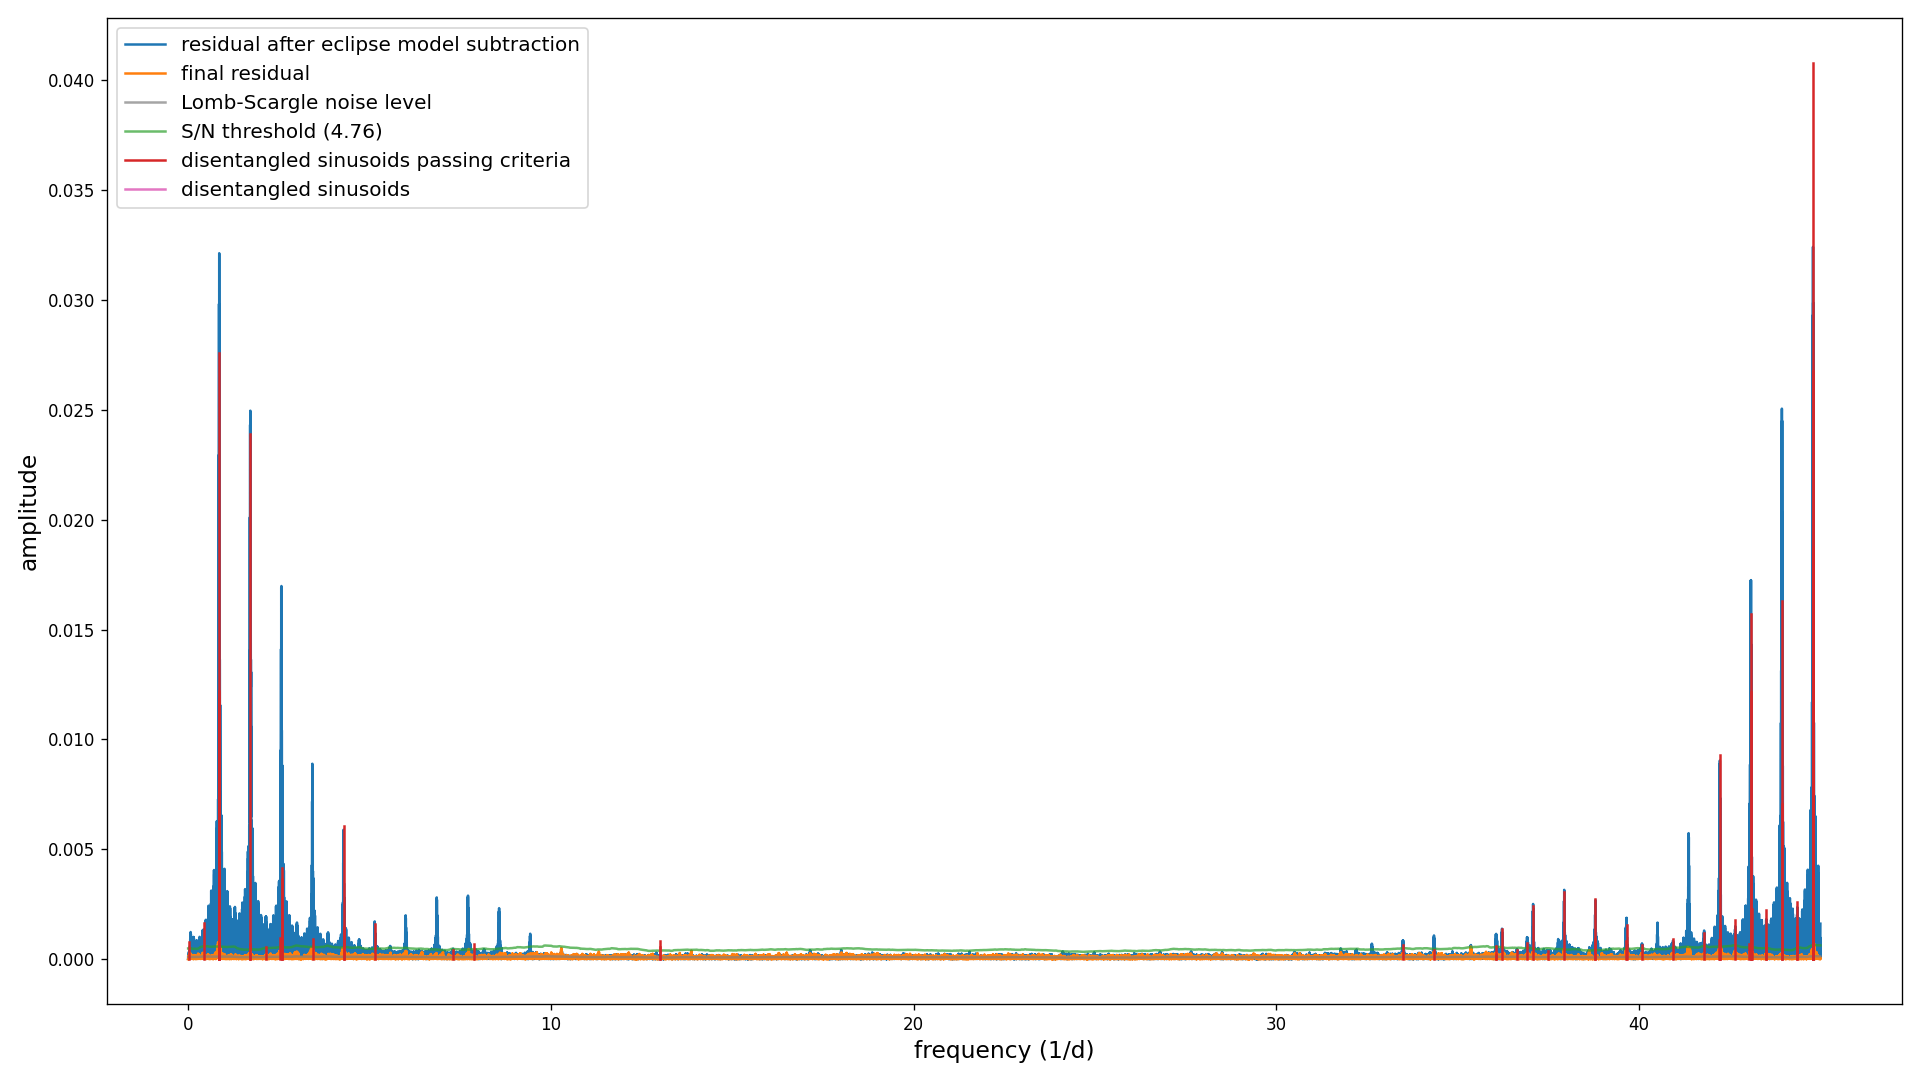 residual after eclipse model subtraction
final residual
Lomb-Scargle noise level
S/N threshold (4.76)
disentangled sinusoids passing criteria
disentangled sinusoids
0.040
0.035
0.030
0.025
0.020
0.015
0.010
0.005
0.000
amplitude
0 10 20 30 40
frequency (1/d)